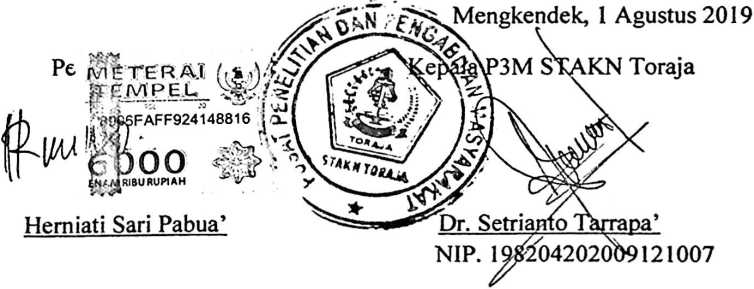 Mengkendek, 1 Agustus 2019
Pe
Kepala P3M STAKN Toraja
METERAI
TEMPEL
6000
ENAM RIBU RUPIAH
PUSAT PENELITIAN DAN PENGABDIAN MASYARAKAT
TORAJA
STAKN TORAJA
Herniati Sari Pabua’
Dr. Setrianto Tarrapa’
NIP. 198204202009121007